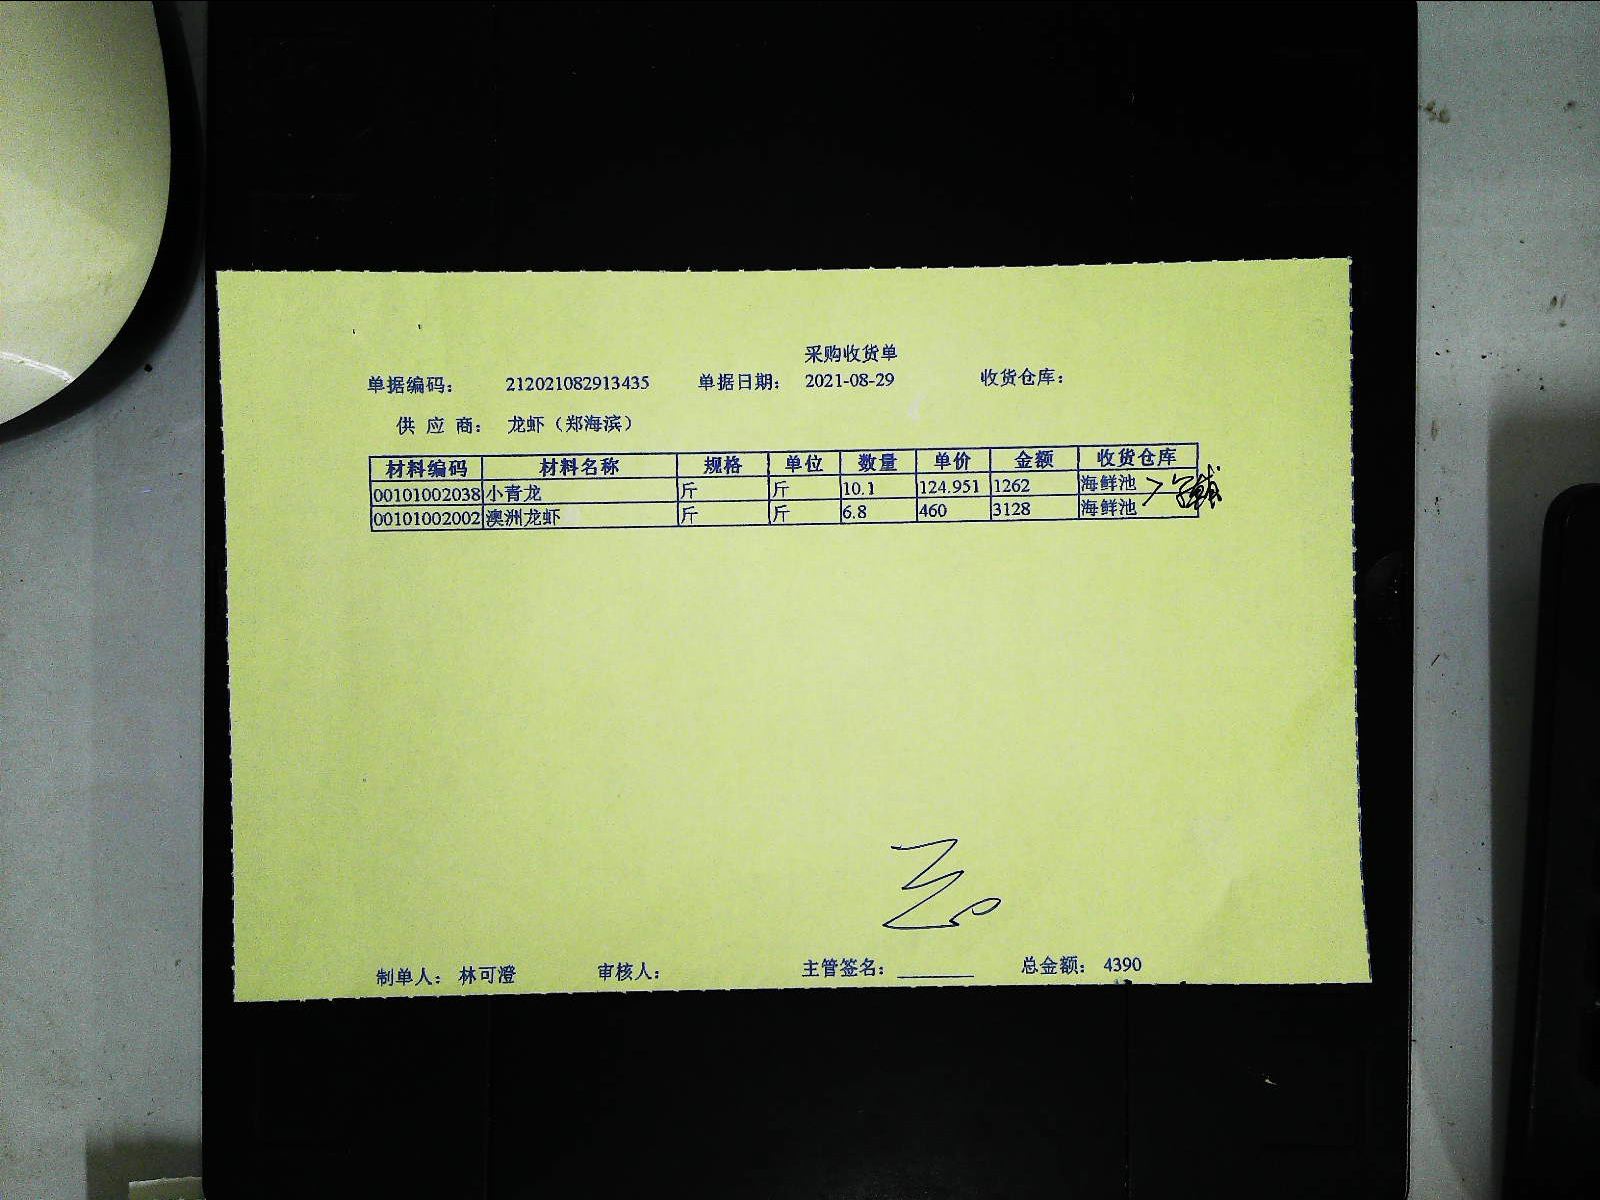 采购收货单
单据编码： 212021082913435 单据日期： 2021-08-29 收货仓库：
供应商： 龙虾（郑海滨）
材料编码 材料名称 规格 单位 数量 单价 金额 收货仓库
00101002038 小青龙 斤 斤 10.1 124.951 1262 海鲜池
00101002002 澳洲龙虾 斤 斤 6.8 460 3128 海鲜池
制单人： 林可澄 审核人： 主管签名： 总金额： 4390